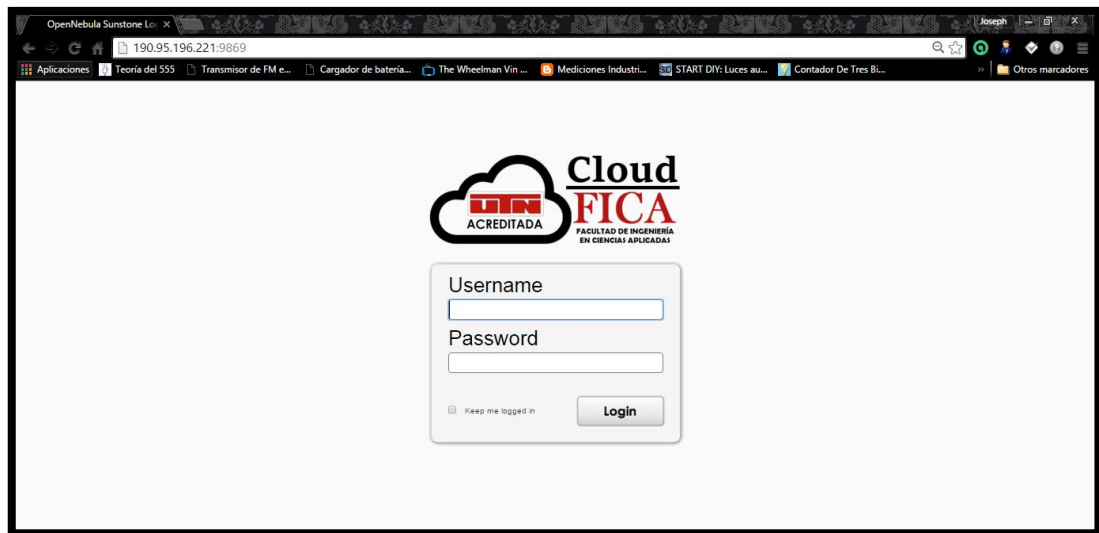 OpenNebula Sunstone Lo
Joseph
190.95.196.221:9869
Aplicaciones Teoría del 555 Transmisor de FM e... Cargador de batería... The Wheelman Vin ... Mediciones Industri... SD START DIY: Luces au... Contador De Tres Bi... » Otros marcadores
Cloud
UTN
ACREDITADA
FICA
FACULTAD DE INGENIERÍA
EN CIENCIAS APLICADAS
Username
Password
Keep me logged in
Login